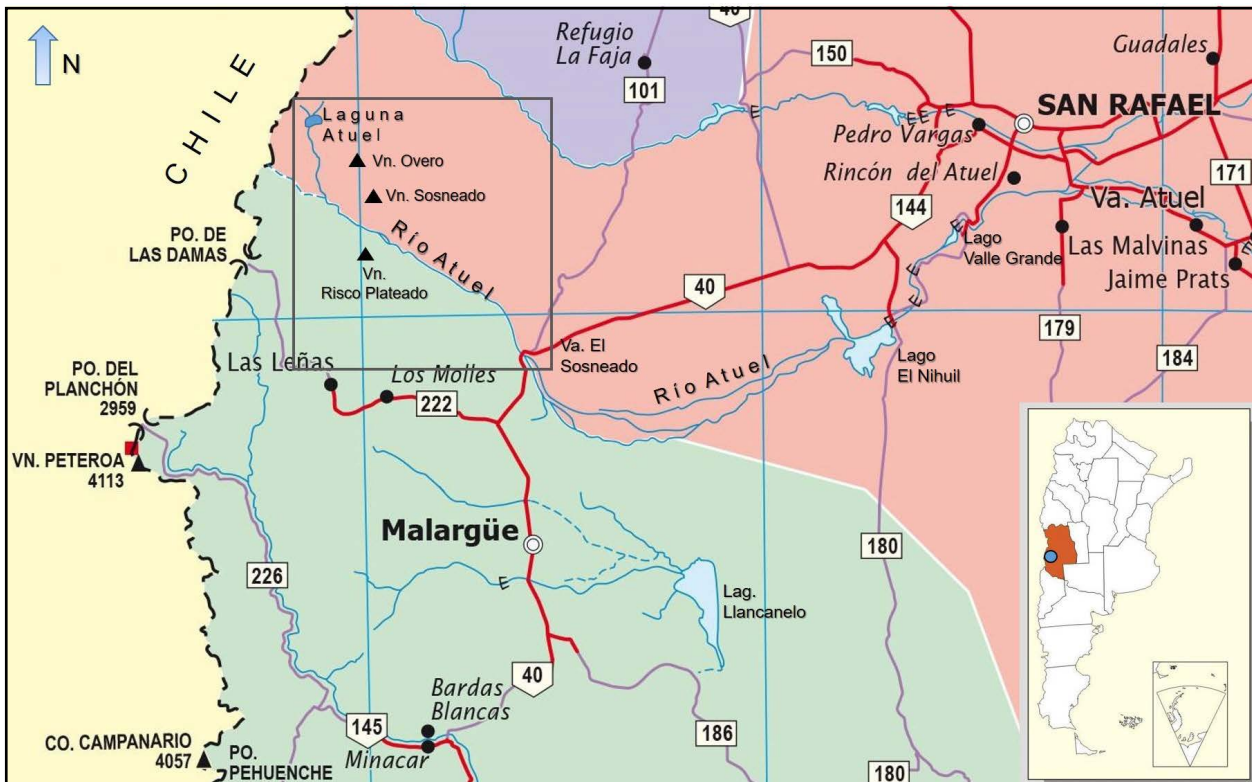 N
CHILE
40
Refugio
La Faja
101
150
Guadales
SAN RAFAEL
Laguna
Atuel
Vn. Overo
Vn. Sosneado
E
E
E
E
Pedro Vargas
Rincón del Atuel
171
144
Va. Atuel
Río Atuel
PO. DE
LAS DAMAS
Vn.
Risco Plateado
Lago
Valle Grande
E
Las Malvinas
E
Jaime Prats
E
E
40
E
E
179
184
Va. El
Sosneado
Las Leñas
Los Molles
222
Río Atuel
Lago
El Nihuil
PO. DEL
PLANCHÓN
2959
VN. PETEROA
4113
Malargüe
180
226
E
Lag.
Llancanelo
40
Bardas
Blancas
145
Minacar
186
CO. CAMPANARIO
4057
PO.
PEHUENCHE
180